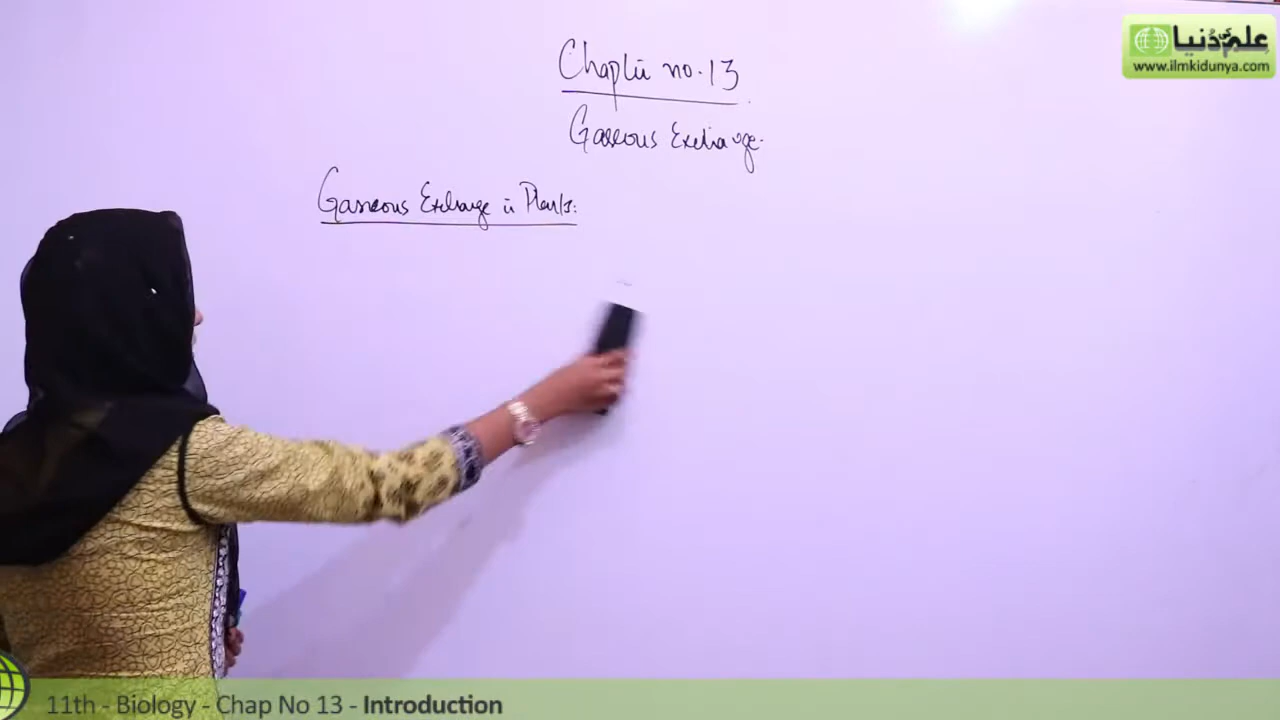 علم کی دنیا
www.ilmkidunya.com
Chapter no. 13
Gaseous Exchange.
Gaseous Exchange in Plants:
11th - Biology - Chap No 13 - Introduction